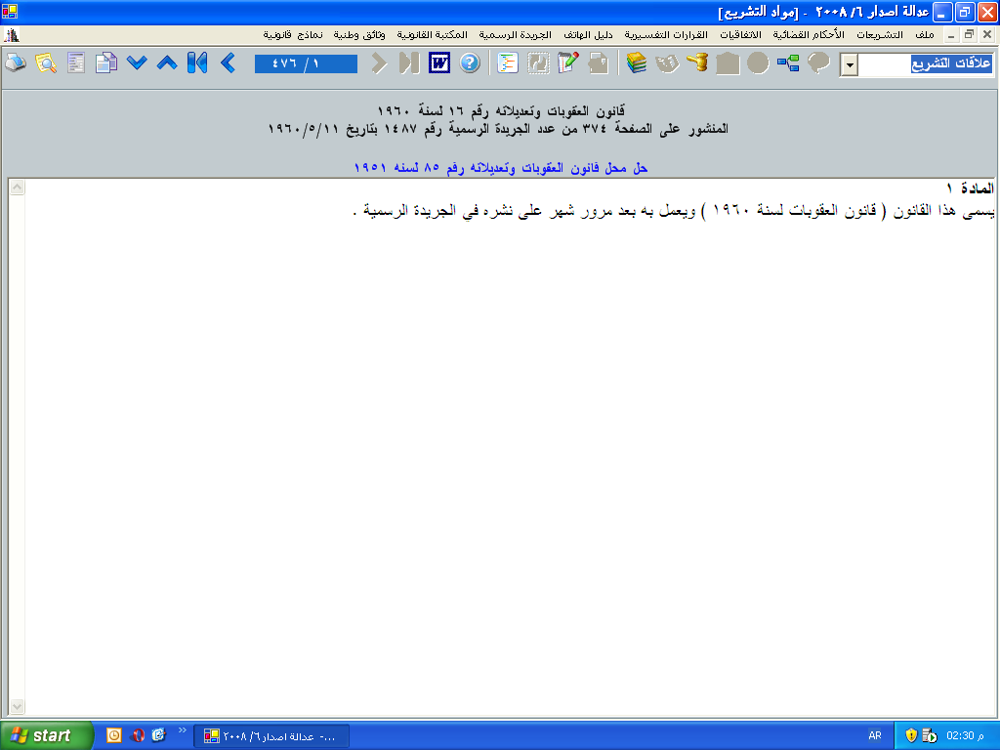 عدالة اصدار ٦/ ٢٠٠٨ - [مواد التشريع]
ملف التشريعات الأحكام القضائية الاتفاقيات القرارات التفسيرية دليل الهاتف الجريدة الرسمية المكتبة القانونية وثائق وطنية نماذج قانونية
علاقات التشريع
١ / ٤٧٦
قانون العقوبات وتعديلاته رقم ١٦ لسنة ١٩٦٠
المنشور على الصفحة ٣٧٤ من عدد الجريدة الرسمية رقم ١٤٨٧ بتاريخ ١٩٦٠/٥/١١
حل محل قانون العقوبات وتعديلاته رقم ٨٥ لسنه ١٩٥١
المادة ١
يسمى هذا القانون ( قانون العقوبات لسنة ١٩٦٠ ) ويعمل به بعد مرور شهر على نشره في الجريدة الرسمية .
start
عدالة اصدار ٦/ ٢٠٠٨ -...
AR
02:30 م